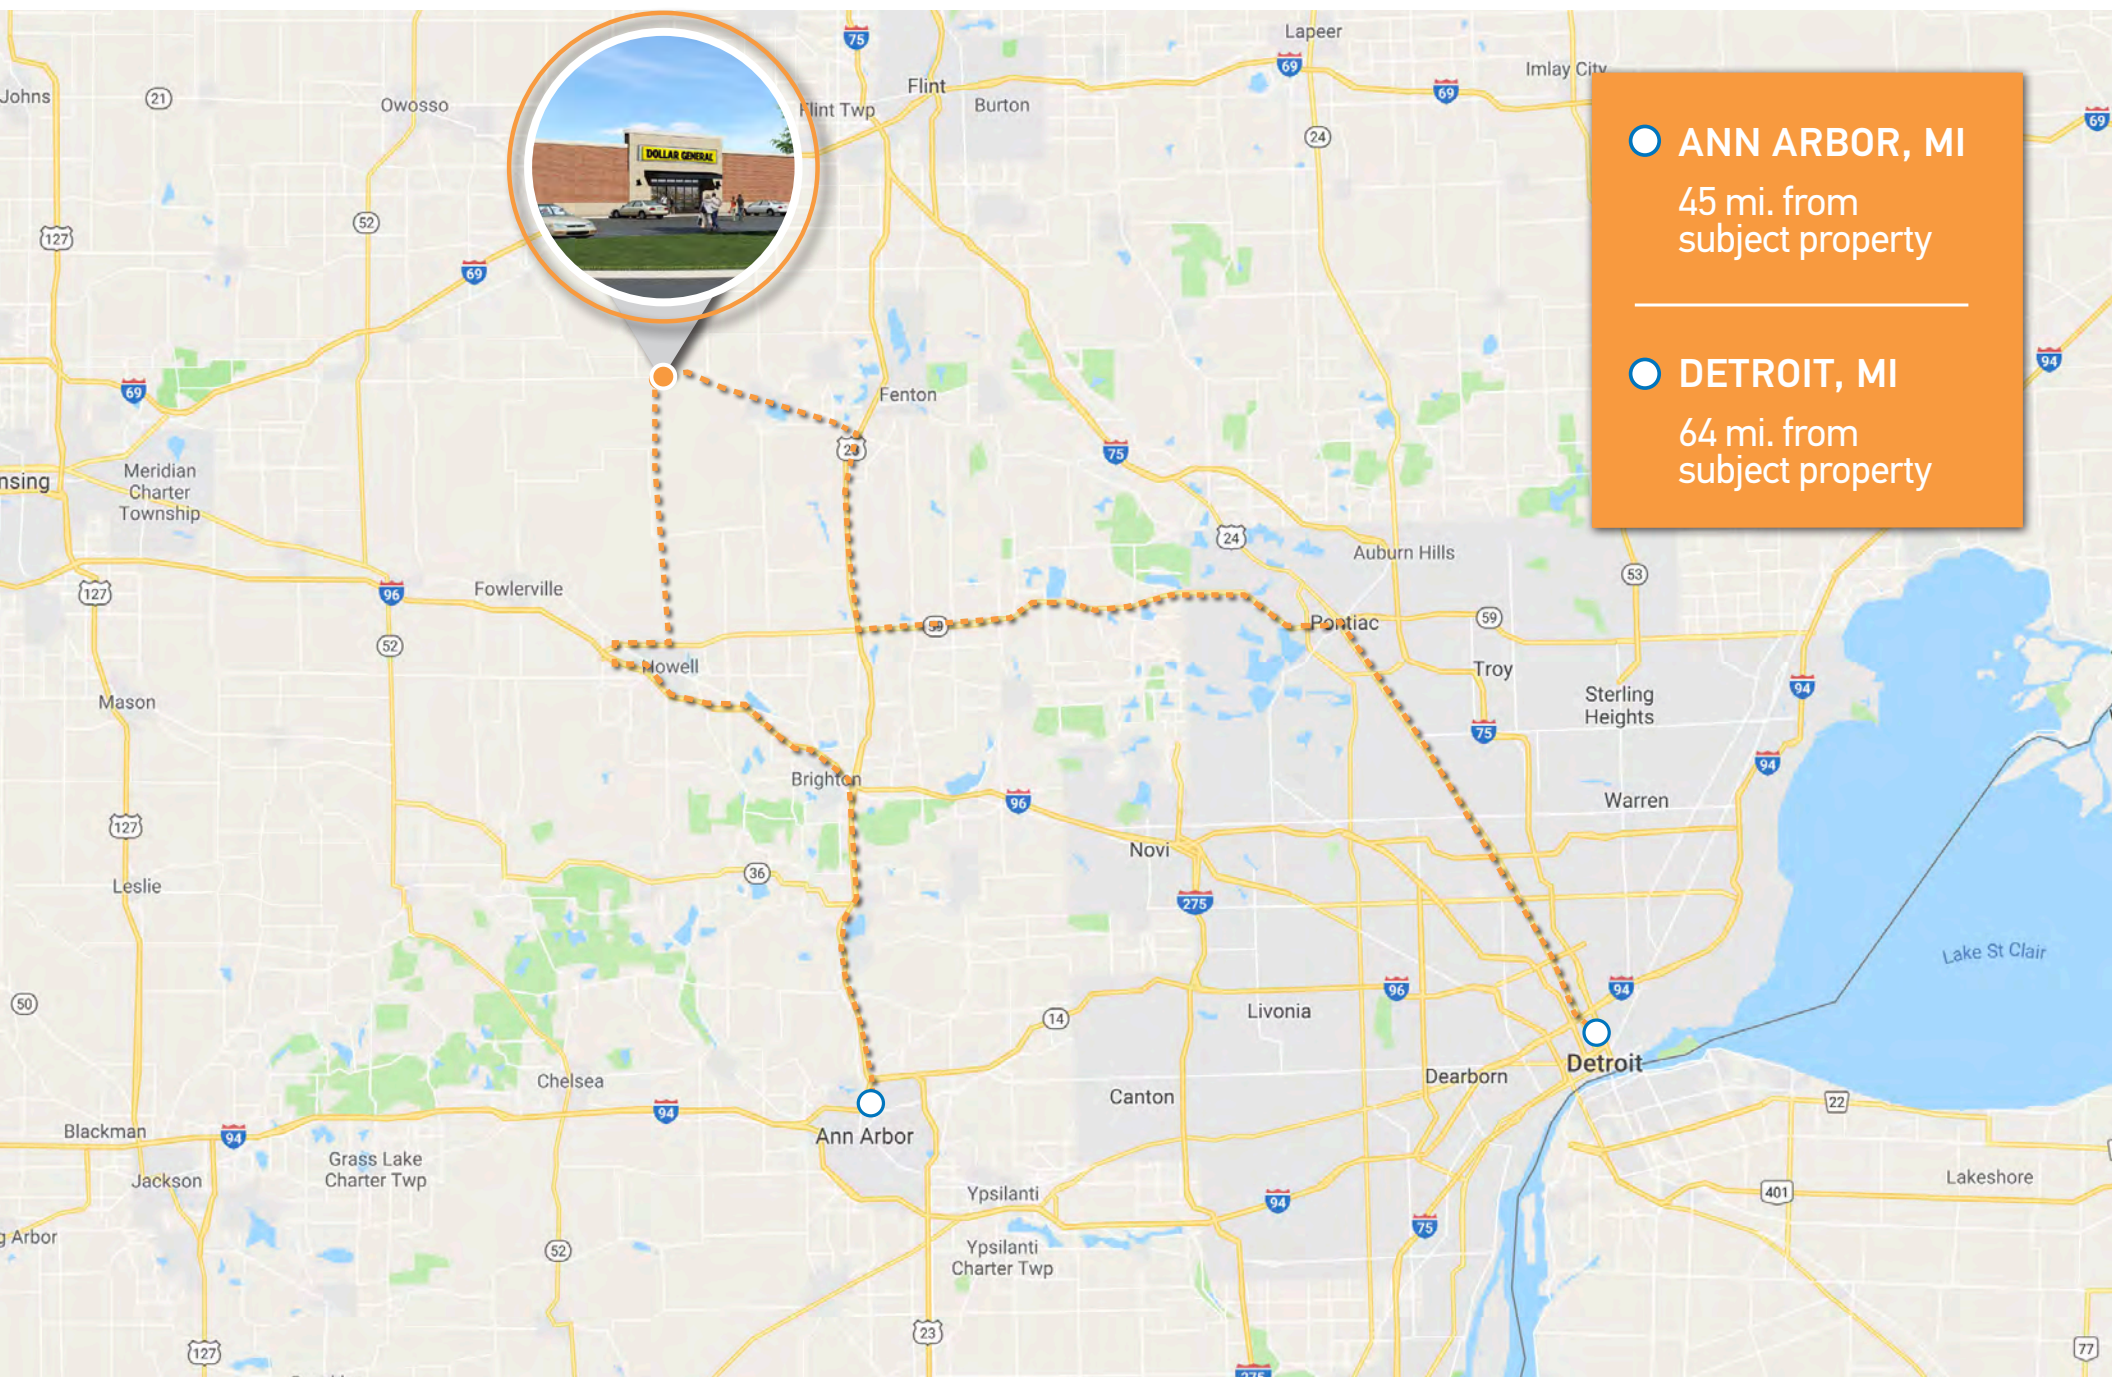 Lapeer
75
69
Imlay City
Flint
69
Johns
21
Owosso
Flint Twp
Burton
69
24
DOLLAR GENERAL
ANN ARBOR, MI
45 mi. from
subject property
52
127
69
94
DETROIT, MI
64 mi. from
subject property
69
Fenton
23
75
Meridian
Charter
Township
nsing
24
Auburn Hills
53
127
96
Fowlerville
59
Pontiac
59
52
Howell
Troy
Sterling
Heights
94
Mason
75
94
Brighton
96
Warren
127
Novi
36
Leslie
275
Lake St Clair
96
94
50
14
Livonia
Detroit
Chelsea
Dearborn
Canton
94
22
Blackman
94
Ann Arbor
Grass Lake
Charter Twp
Jackson
Lakeshore
Ypsilanti
401
94
75
g Arbor
52
Ypsilanti
Charter Twp
23
127
77
275